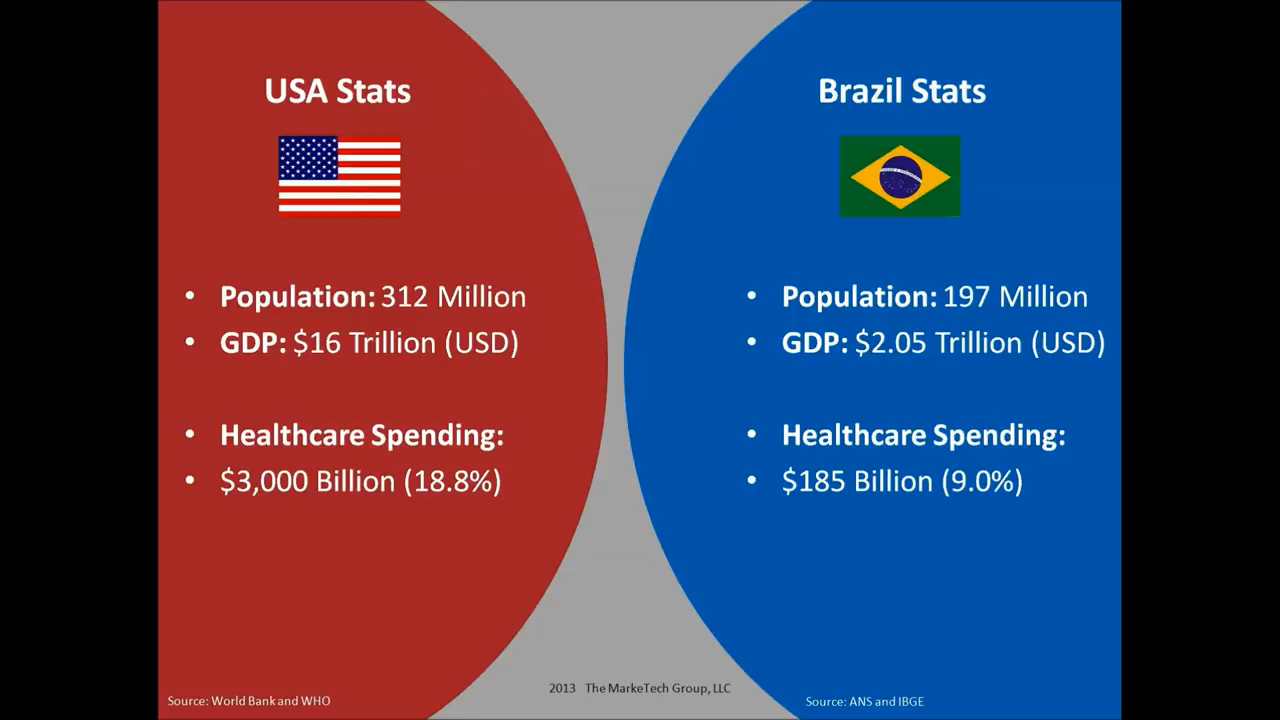 USA Stats
• Population: 312 Million
• GDP: $16 Trillion (USD)
• Healthcare Spending:
• $3,000 Billion (18.8%)
Source: World Bank and WHO
Brazil Stats
• Population: 197 Million
• GDP: $2.05 Trillion (USD)
• Healthcare Spending:
• $185 Billion (9.0%)
Source: ANS and IBGE
2013 The MarkeTech Group, LLC